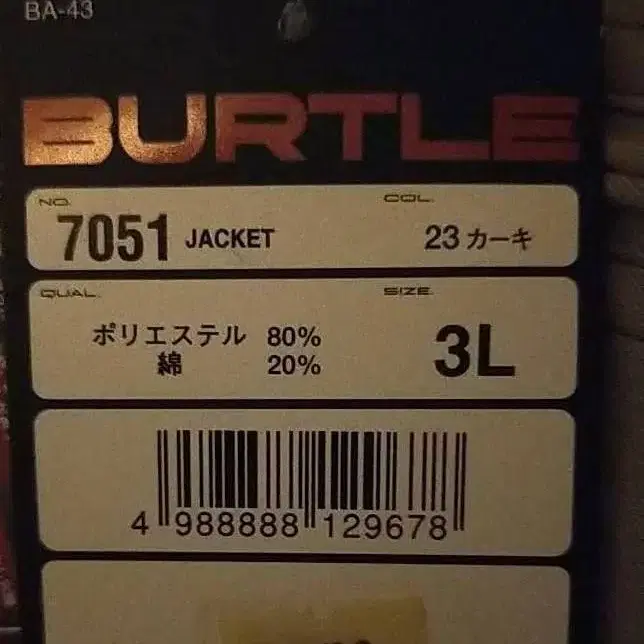 BA-43
BURTLE
NO. COL.
7051 JACKET 23 カーキ
QUAL. SIZE.
ポリエステル 80%
綿 20%
3L
4 988888 129678